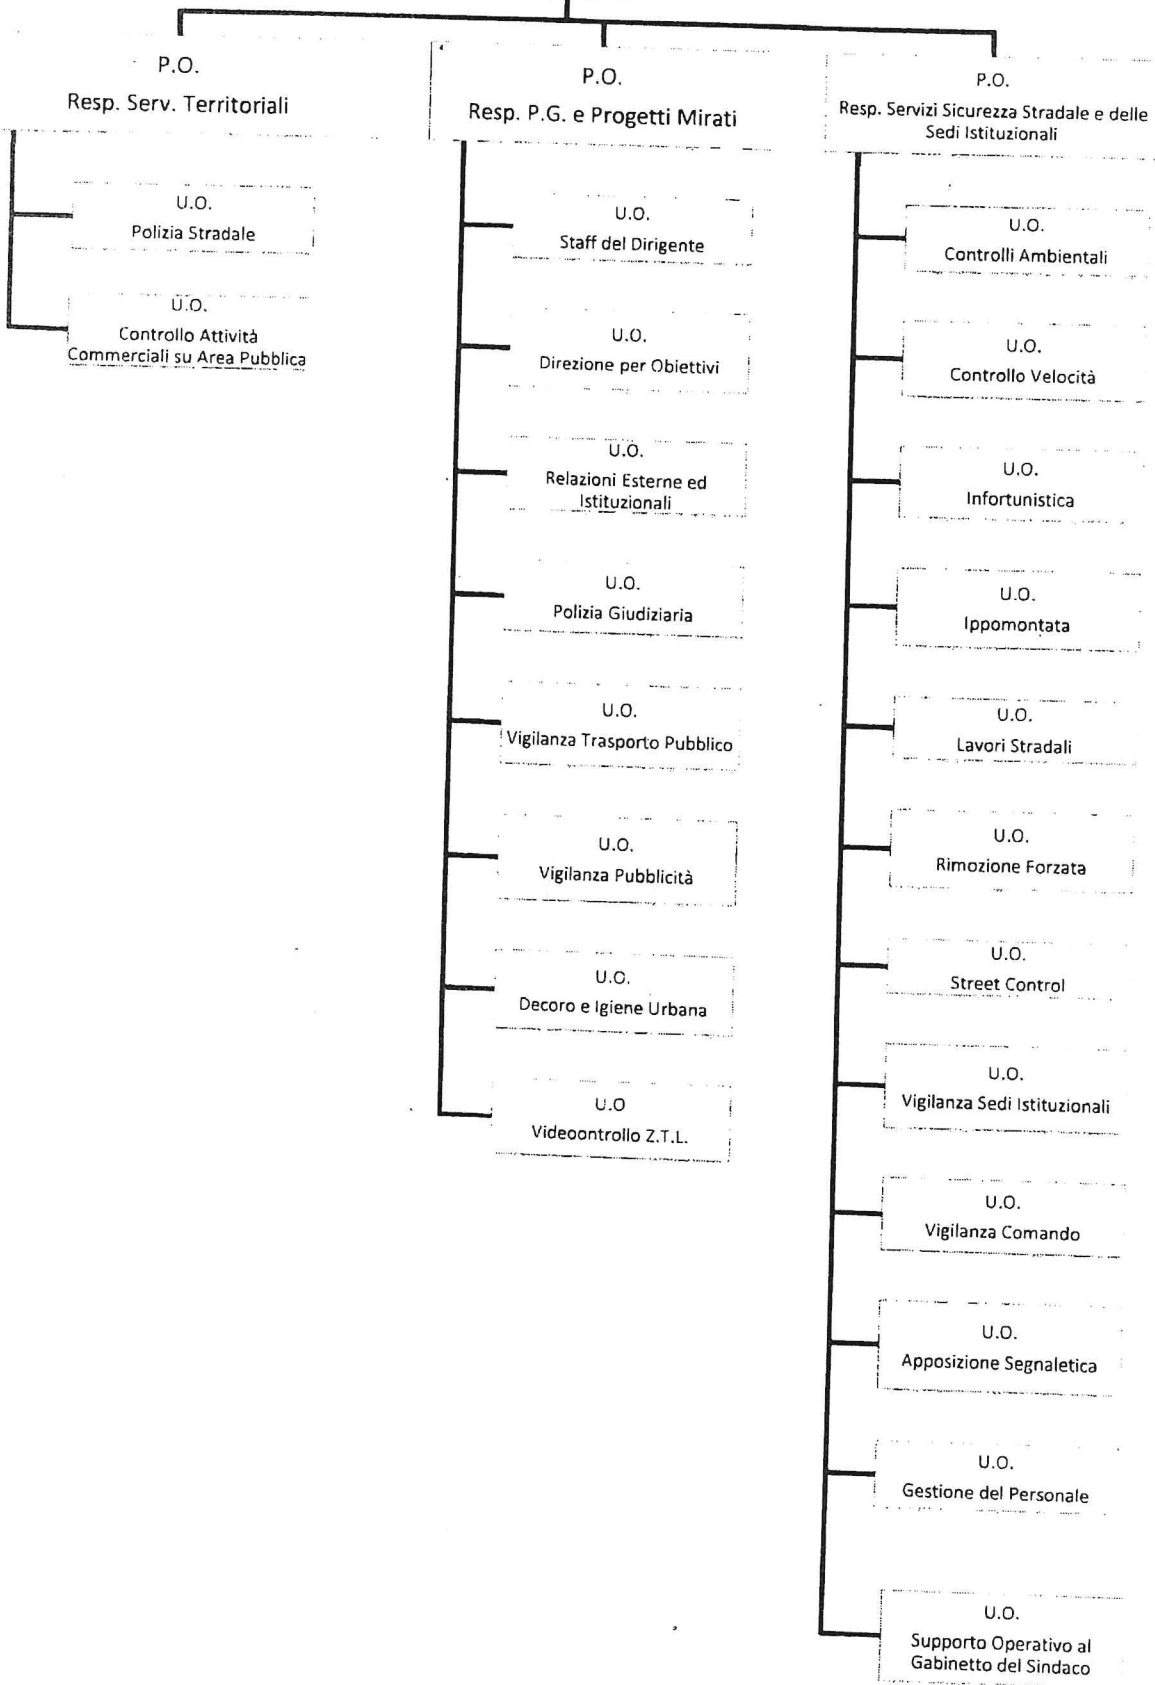 P.O.
Resp. Serv. Territoriali
U.O.
Polizia Stradale
U.O.
Controllo Attività
Commerciali su Area Pubblica
P.O.
Resp. P.G. e Progetti Mirati
U.O.
Staff del Dirigente
U.O.
Direzione per Obiettivi
U.O.
Relazioni Esterne ed
Istituzionali
U.O.
Polizia Giudiziaria
U.O.
Vigilanza Trasporto Pubblico
U.O.
Vigilanza Pubblicità
U.O.
Decoro e Igiene Urbana
U.O
Videocontrollo Z.T.L.
P.O.
Resp. Servizi Sicurezza Stradale e delle
Sedi Istituzionali
U.O.
Controlli Ambientali
U.O.
Controllo Velocità
U.O.
Infortunistica
U.O.
Ippomontata
U.O.
Lavori Stradali
U.O.
Rimozione Forzata
U.O.
Street Control
U.O.
Vigilanza Sedi Istituzionali
U.O.
Vigilanza Comando
U.O.
Apposizione Segnaletica
U.O.
Gestione del Personale
U.O.
Supporto Operativo al
Gabinetto del Sindaco